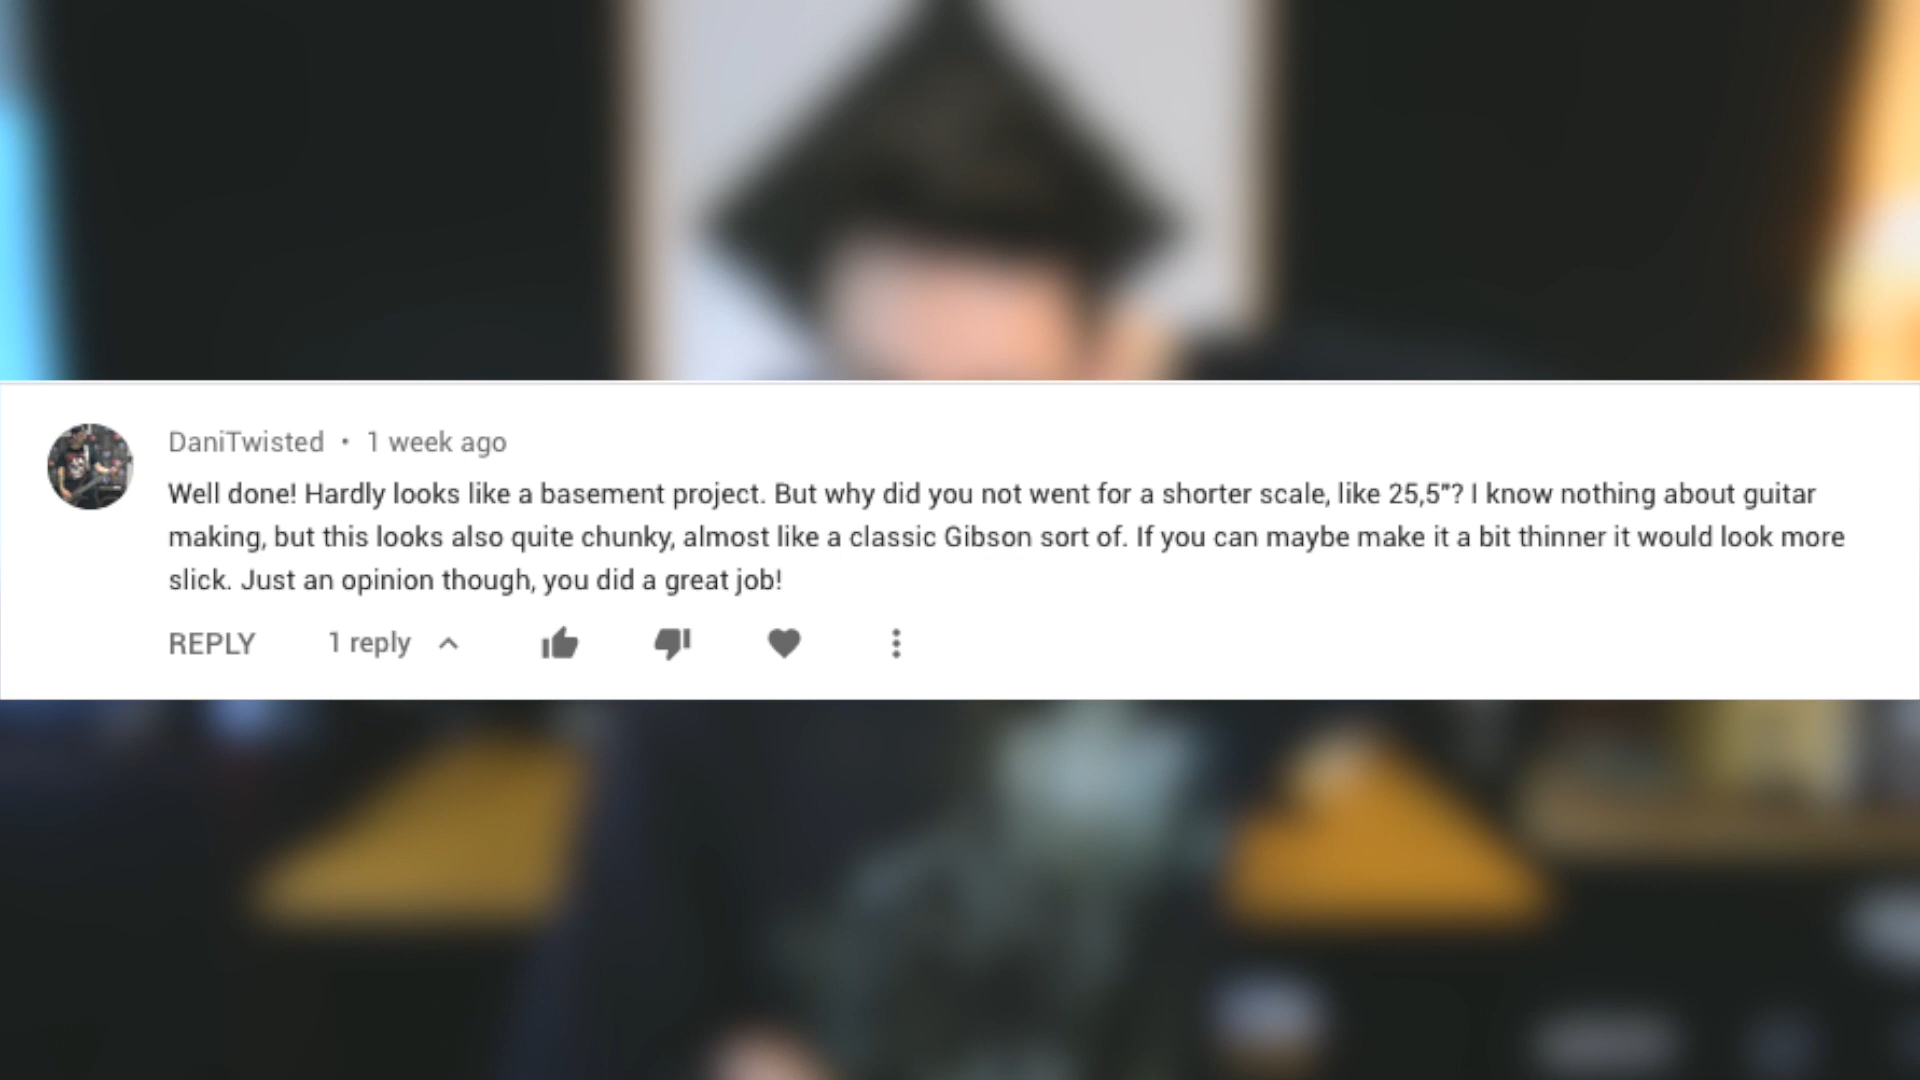 DaniTwisted • 1 week ago
Well done! Hardly looks like a basement project. But why did you not went for a shorter scale, like 25,5"? I know nothing about guitar
making, but this looks also quite chunky, almost like a classic Gibson sort of. If you can maybe make it a bit thinner it would look more
slick. Just an opinion though, you did a great job!
REPLY 1 reply